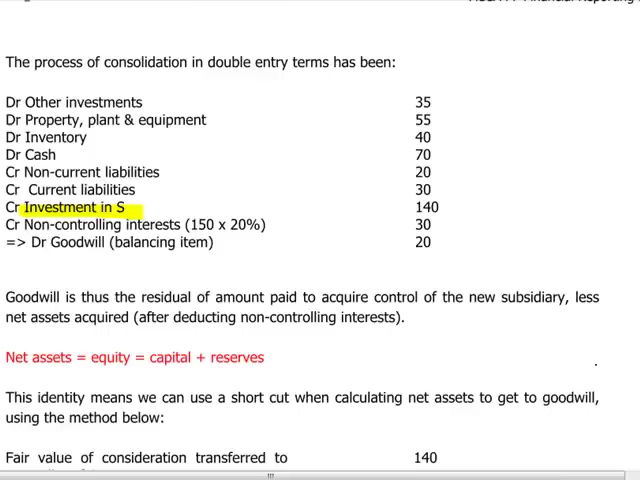 The process of consolidation in double entry terms has been:
Dr Other investments 35
Dr Property, plant & equipment 55
Dr Inventory 40
Dr Cash 70
Cr Non-current liabilities 20
Cr Current liabilities 30
Cr Investment in S 140
Cr Non-controlling interests (150 x 20%) 30
=> Dr Goodwill (balancing item) 20
Goodwill is thus the residual of amount paid to acquire control of the new subsidiary, less
net assets acquired (after deducting non-controlling interests).
Net assets = equity = capital + reserves
This identity means we can use a short cut when calculating net assets to get to goodwill,
using the method below:
Fair value of consideration transferred to 140